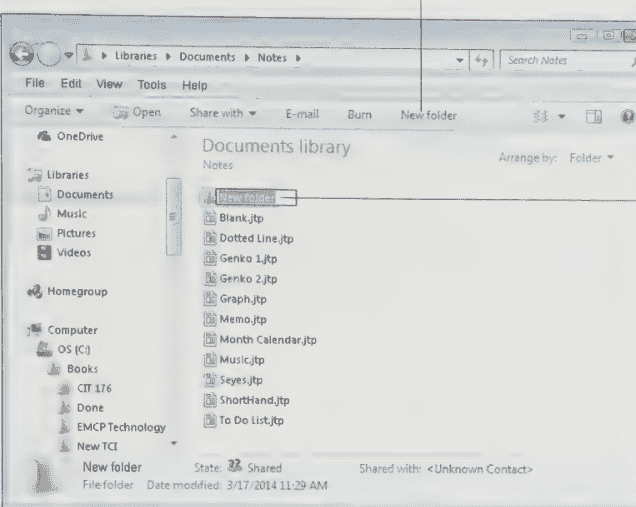 Libraries ▸ Documents ▸ Notes ▸
Search Notes
File Edit View Tools Help
Organize Open Share with E-mail Burn New folder
OneDrive
Libraries
Documents
Music
Pictures
Videos
Homegroup
Computer
OS (C:)
Books
CIT 176
Done
EMCP Technology
New TCI
Documents library
Notes
Arrange by: Folder
New folder
Blank.jtp
Dotted Line.jtp
Genko 1.jtp
Genko 2.jtp
Graph.jtp
Memo.jtp
Month Calendar.jtp
Music.jtp
Seyes.jtp
ShortHand.jtp
To Do List.jtp
New folder State: Shared Shared with: <Unknown Contact>
File folder Date modified: 3/17/2014 11:29 AM